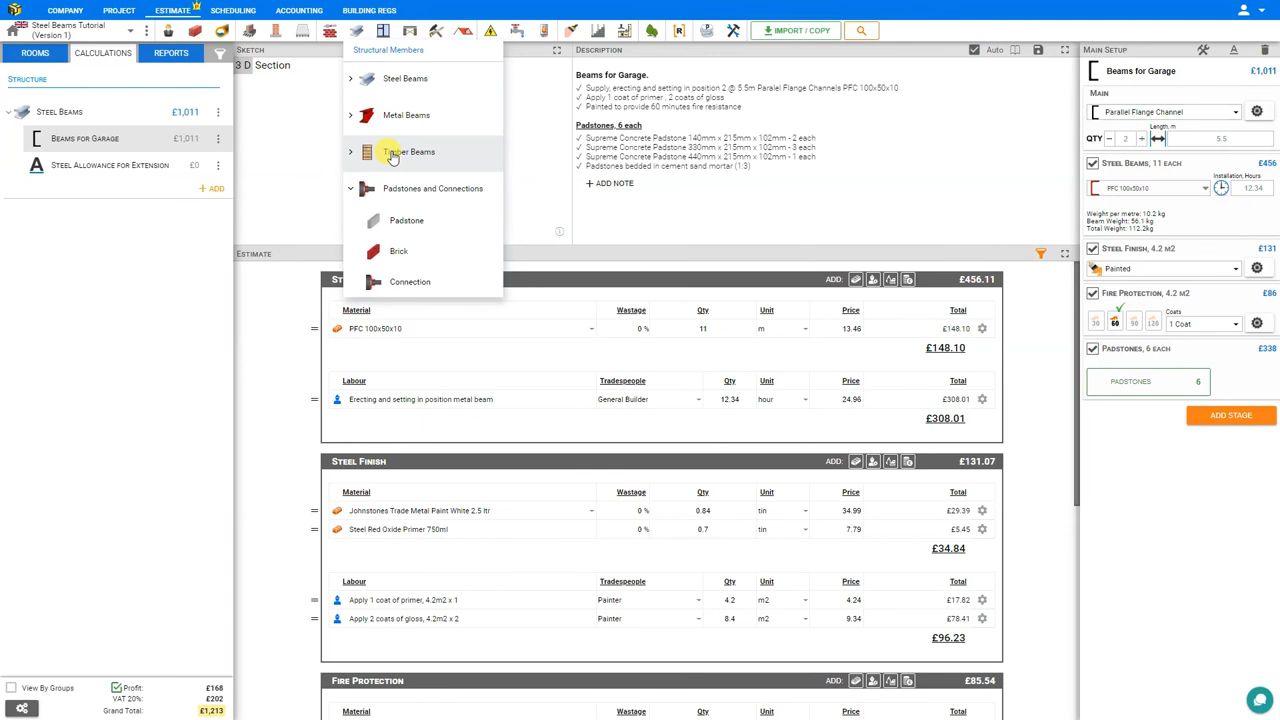 COMPANY PROJECT ESTIMATE SCHEDULING ACCOUNTING BUILDING REGS
Steel Beams Tutorial
(Version 1)
IMPORT / COPY
ROOMS CALCULATIONS REPORTS
STRUCTURE
STEEL BEAMS £1,011
BEAMS FOR GARAGE £1,011
STEEL ALLOWANCE FOR EXTENSION £0
ADD
View By Groups
Profit: £168
VAT 20%: £202
Grand Total: £1,213
SKETCH
3 D Section
Structural Members
Steel Beams
Metal Beams
Timber Beams
Padstones and Connections
Padstone
Brick
Connection
DESCRIPTION Auto
Beams for Garage.
✓ Supply, erecting and setting in position 2 @ 5.5m Paralel Flange Channels PFC 100x50x10
✓ Apply 1 coat of primer , 2 coats of gloss
✓ Painted to provide 60 minutes fire resistance
Padstones, 6 each
✓ Supreme Concrete Padstone 140mm x 215mm x 102mm - 2 each
✓ Supreme Concrete Padstone 330mm x 215mm x 102mm - 3 each
✓ Supreme Concrete Padstone 440mm x 215mm x 102mm - 1 each
✓ Padstones bedded in cement sand mortar (1:3)
+ ADD NOTE
ESTIMATE
ADD: £456.11
Material Wastage Qty Unit Price Total
PFC 100x50x10 0 % 11 m 13.46 £148.10
£148.10
Labour Tradespeople Qty Unit Price Total
Erecting and setting in position metal beam General Builder 12.34 hour 24.96 £308.01
£308.01
STEEL FINISH ADD: £131.07
Material Wastage Qty Unit Price Total
Johnstones Trade Metal Paint White 2.5 ltr 0 % 0.84 tin 34.99 £29.39
Steel Red Oxide Primer 750ml 0 % 0.7 tin 7.79 £5.45
£34.84
Labour Tradespeople Qty Unit Price Total
Apply 1 coat of primer, 4.2m2 x 1 Painter 4.2 m2 4.24 £17.82
Apply 2 coats of gloss, 4.2m2 x 2 Painter 8.4 m2 9.34 £78.41
£96.23
FIRE PROTECTION ADD: £85.54
Material Wastage Qty Unit Price Total
MAIN SETUP
Beams for Garage £1,011
MAIN
Parallel Flange Channel
Length, m
QTY 2 5.5
STEEL BEAMS, 11 EACH £456
Installation, Hours
PFC 100x50x10 12.34
Weight per metre: 10.2 kg
Beam Weight: 56.1 kg
Total Weight: 112.2kg
STEEL FINISH, 4.2 M2 £131
Painted
FIRE PROTECTION, 4.2 M2 £86
Coats
30 60 90 120 1 Coat
PADSTONES, 6 EACH £338
PADSTONES 6
ADD STAGE